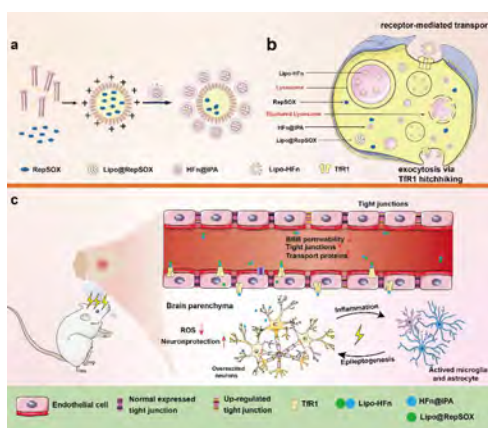 a
RepSOX
Lipo@RepSOX
HFn@IPA
Lipo-HFn
TfR1
b
receptor-mediated transport
Lipo-HFn
Lysosome
RepSOX
HFn@IPA
Lipo@RepSOX
exocytosis via
TfR1 hitchhiking
c
Tight junctions
BBB permeability
Tight junctions
Transport proteins
Brain parenchyma
ROS
Neuroprotection
Overexcited
neurons
Inflammation
Epileptogenesis
Actived microglia
and astrocyte
Endothelial cell
Normal expressed
tight junction
Up-regulated
tight junction
TfR1
Lipo-HFn
HFn@IPA
Lipo@RepSOX